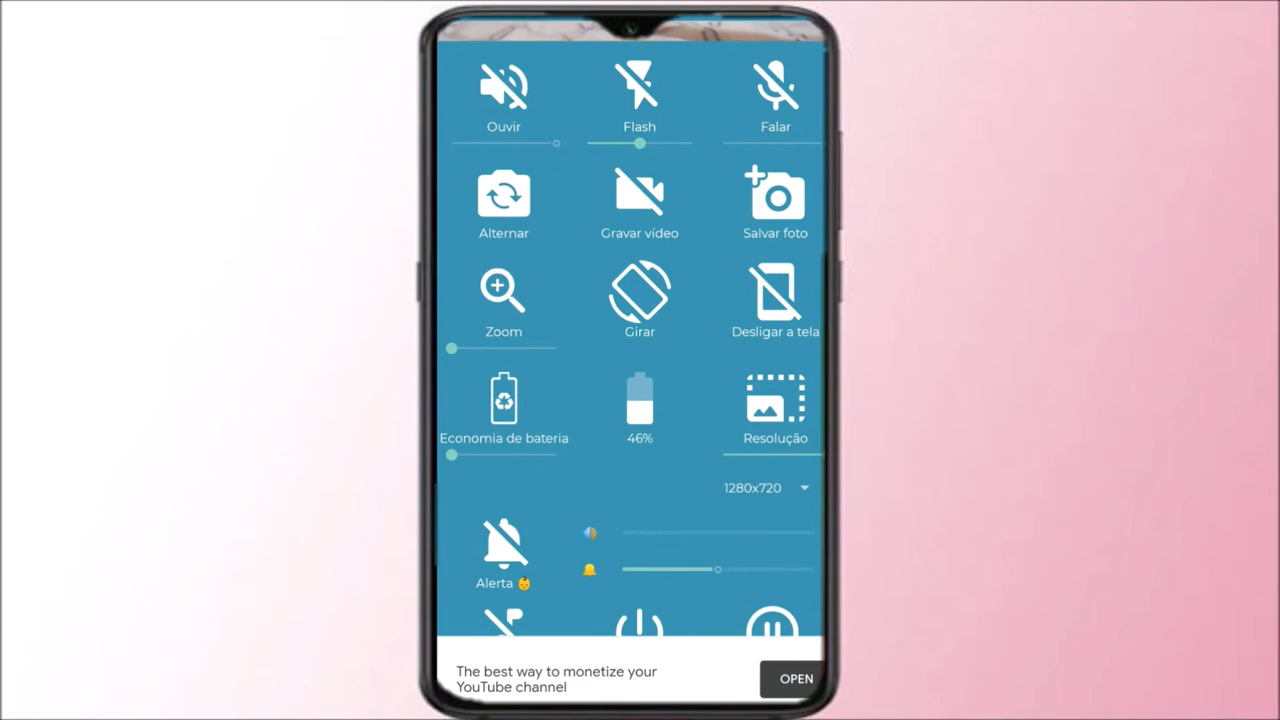 Ouvir
Flash
Falar
Alternar
Gravar vídeo
Salvar foto
Zoom
Girar
Desligar a tela
Economia de bateria
46%
Resolução
1280x720
Alerta 👶
The best way to monetize your
YouTube channel
OPEN